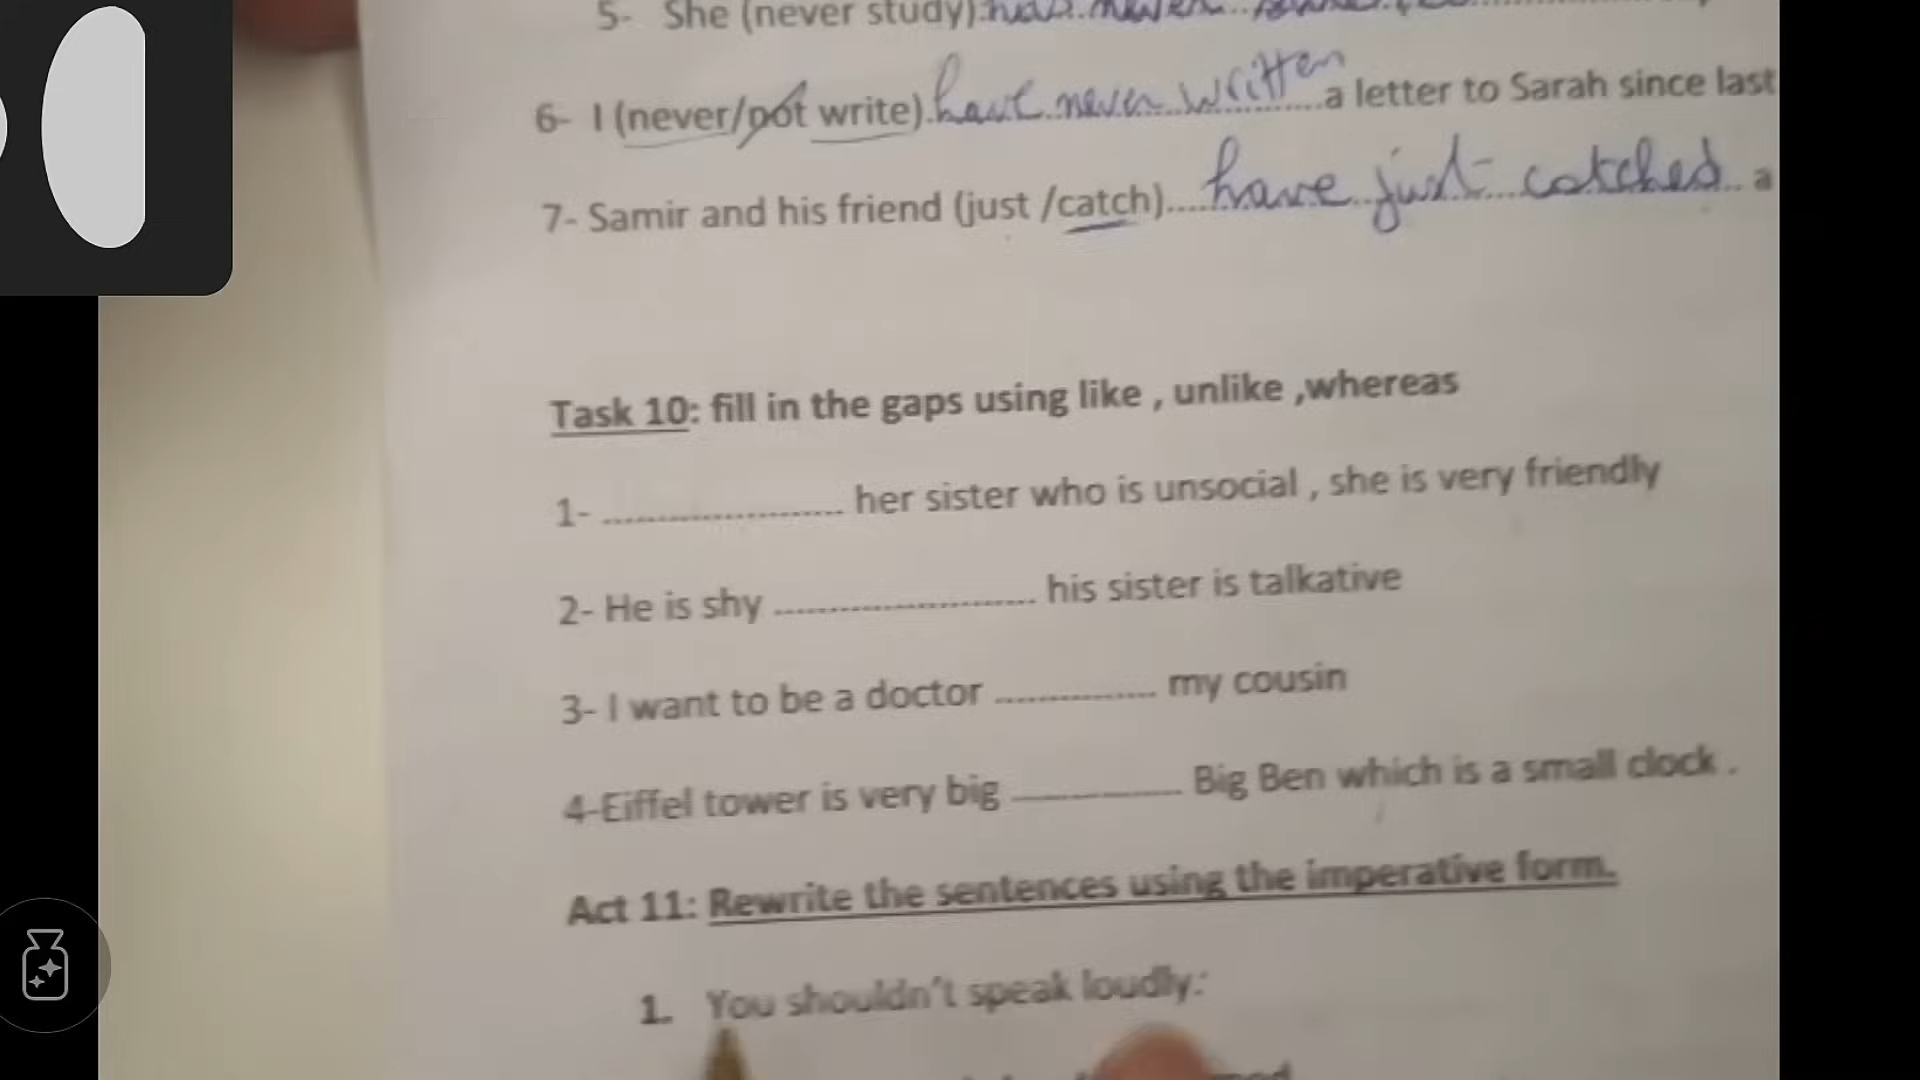 5- She (never study) has never
6- I (never/not write) have never written a letter to Sarah since last
7- Samir and his friend (just /catch).... have just catched a
Task 10: fill in the gaps using like , unlike ,whereas
1- ........................ her sister who is unsocial , she is very friendly
2- He is shy .......................... his sister is talkative
3- I want to be a doctor ................ my cousin
4-Eiffel tower is very big ___________ Big Ben which is a small clock .
Act 11: Rewrite the sentences using the imperative form.
1. You shouldn't speak loudly: